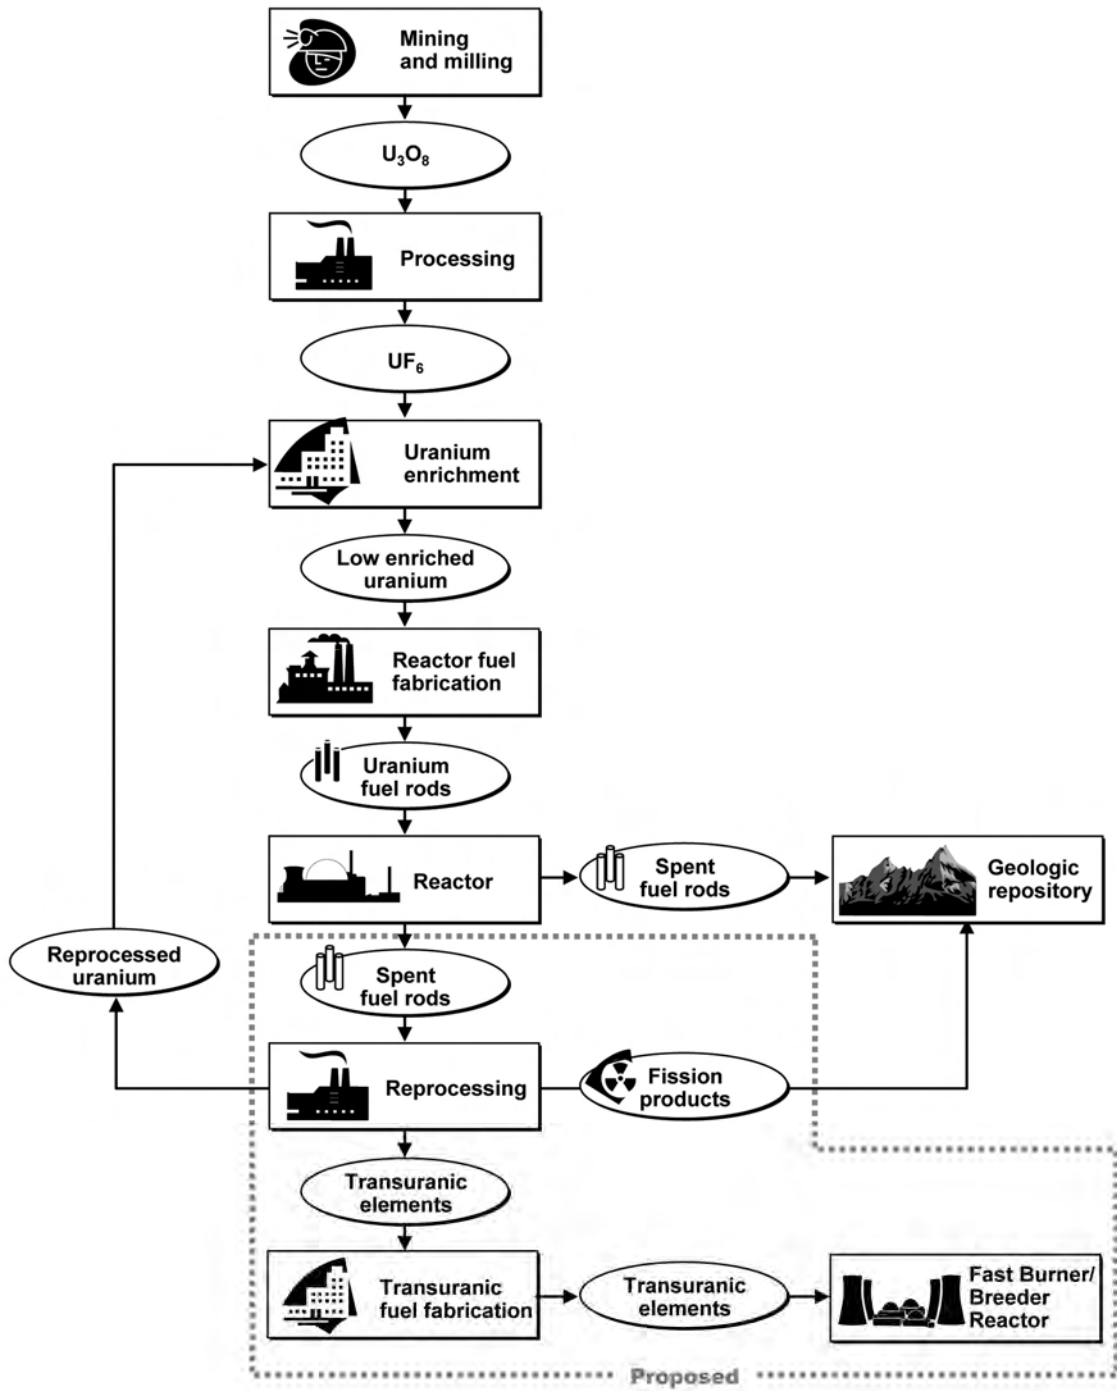 Mining
and milling
U₃O₈
Processing
UF₆
Uranium
enrichment
Low enriched
uranium
Reactor fuel
fabrication
Uranium
fuel rods
Reactor
Spent
fuel rods
Geologic
repository
Reprocessed
uranium
Spent
fuel rods
Reprocessing
Fission
products
Transuranic
elements
Transuranic
fuel fabrication
Transuranic
elements
Fast Burner/
Breeder
Reactor
Proposed